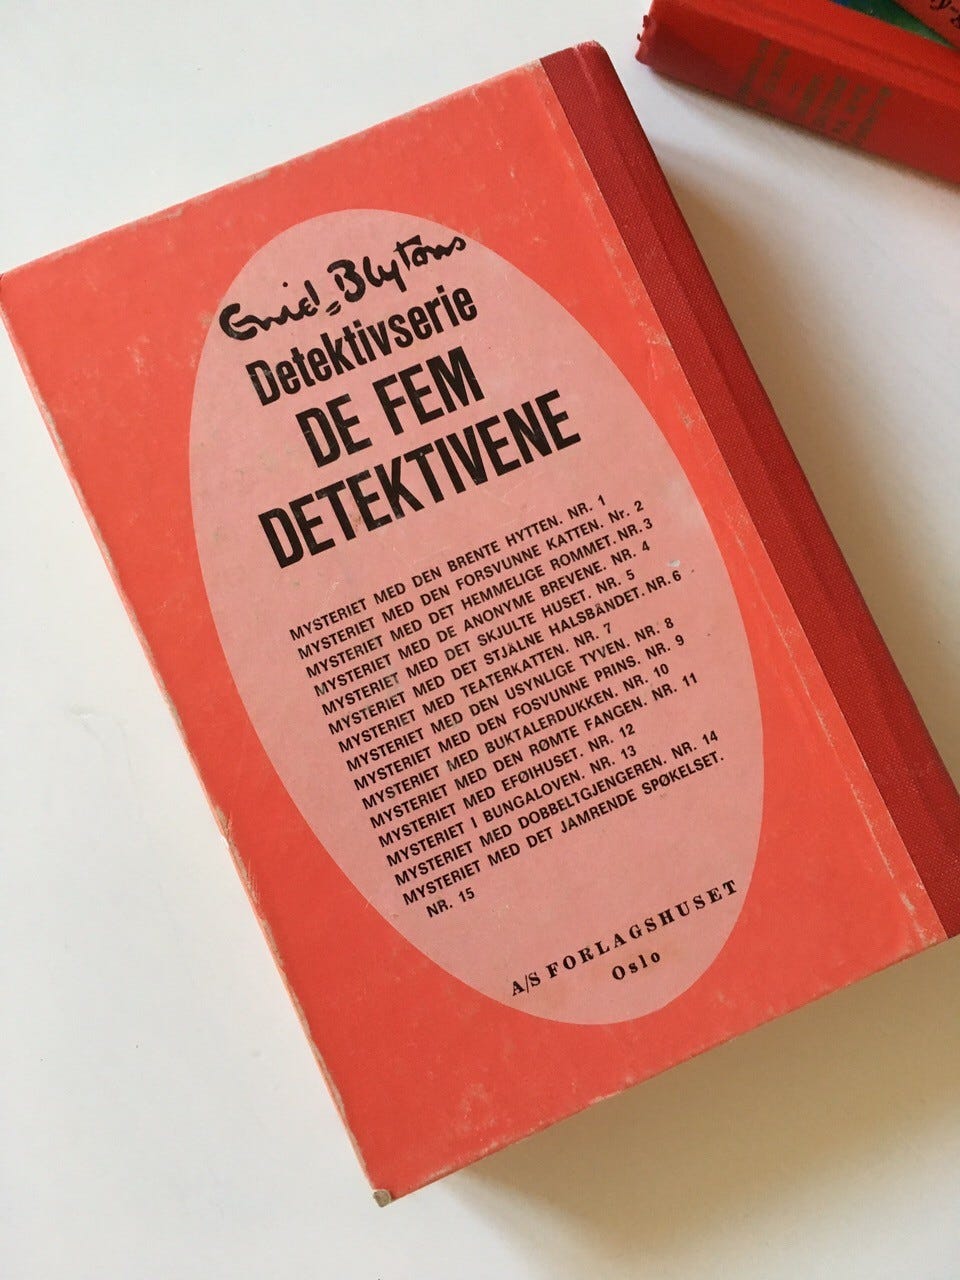 Enid Blytons
Detektivserie
DE FEM
DETEKTIVENE
MYSTERIET MED DEN BRENTE HYTTEN. NR. 1
MYSTERIET MED DEN FORSVUNNE KATTEN. Nr. 2
MYSTERIET MED DET HEMMELIGE ROMMET. NR. 3
MYSTERIET MED DE ANONYME BREVENE. NR. 4
MYSTERIET MED DET SKJULTE HUSET. NR. 5
MYSTERIET MED DET STJÅLNE HALSBÅNDET. NR. 6
MYSTERIET MED TEATERKATTEN. NR. 7
MYSTERIET MED DEN USYNLIGE TYVEN. NR. 8
MYSTERIET MED DEN FOSVUNNE PRINS. NR. 9
MYSTERIET MED BUKTALERDUKKEN. NR. 10
MYSTERIET MED DEN RØMTE FANGEN. NR. 11
MYSTERIET MED EFØIHUSET. NR. 12
MYSTERIET I BUNGALOVEN. NR. 13
MYSTERIET MED DOBBELTGJENGEREN. NR. 14
MYSTERIET MED DET JAMRENDE SPØKELSET.
NR. 15
A/S FORLAGSHUSET
Oslo